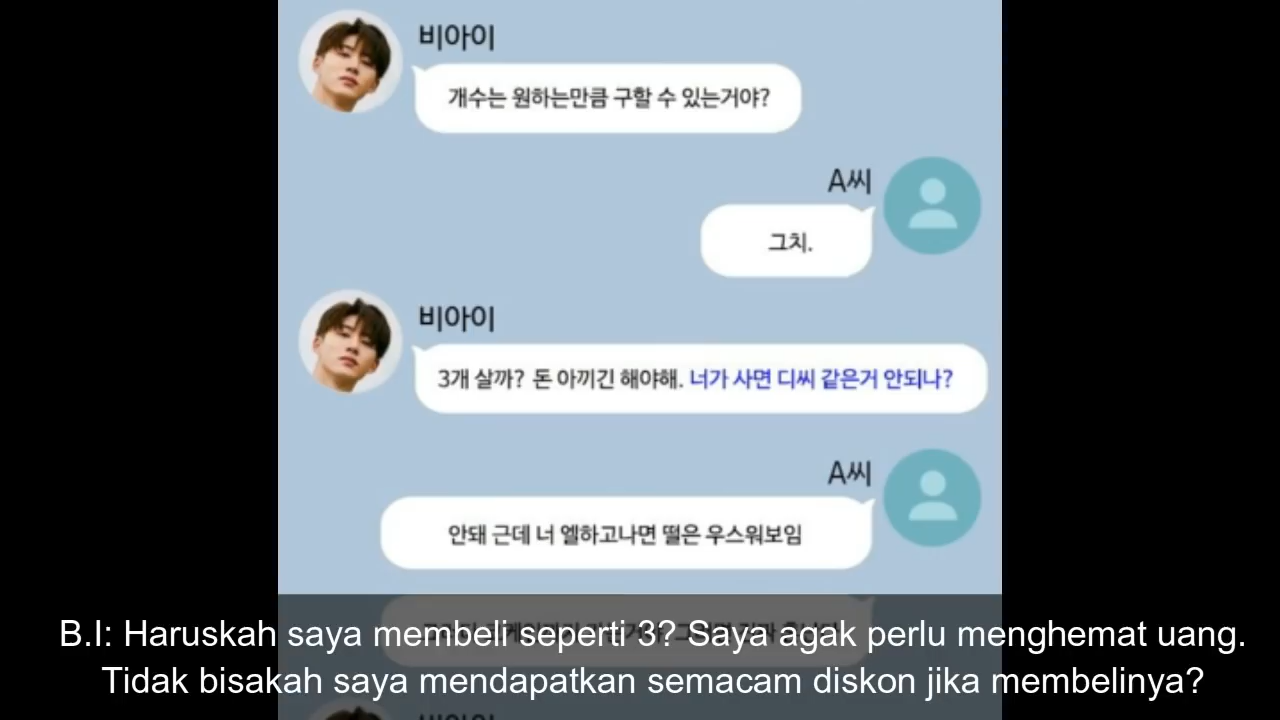 비아이
개수는 원하는만큼 구할 수 있는거야?
A씨
그치.
비아이
3개 살까? 돈 아끼긴 해야해. 너가 사면 디씨 같은거 안되나?
A씨
안돼 근데 너 엘하고나면 떨은 우스워보임
B.I: Haruskah saya membeli seperti 3? Saya agak perlu menghemat uang.
Tidak bisakah saya mendapatkan semacam diskon jika membelinya?